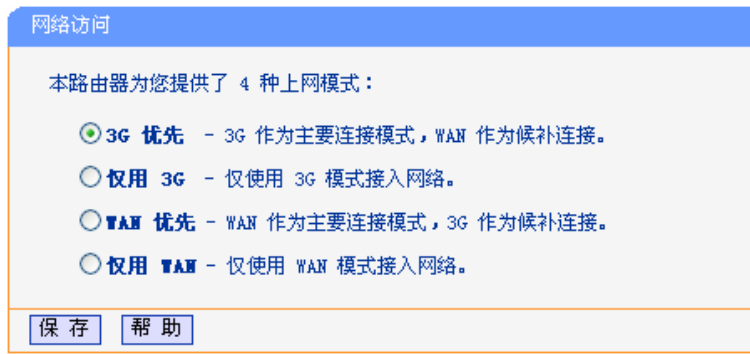 网络访问
本路由器为您提供了 4 种上网模式：
3G 优先 - 3G 作为主要连接模式，WAN 作为候补连接。
仅用 3G - 仅使用 3G 模式接入网络。
WAN 优先 - WAN 作为主要连接模式，3G 作为候补连接。
仅用 WAN - 仅使用 WAN 模式接入网络。
保 存 帮 助